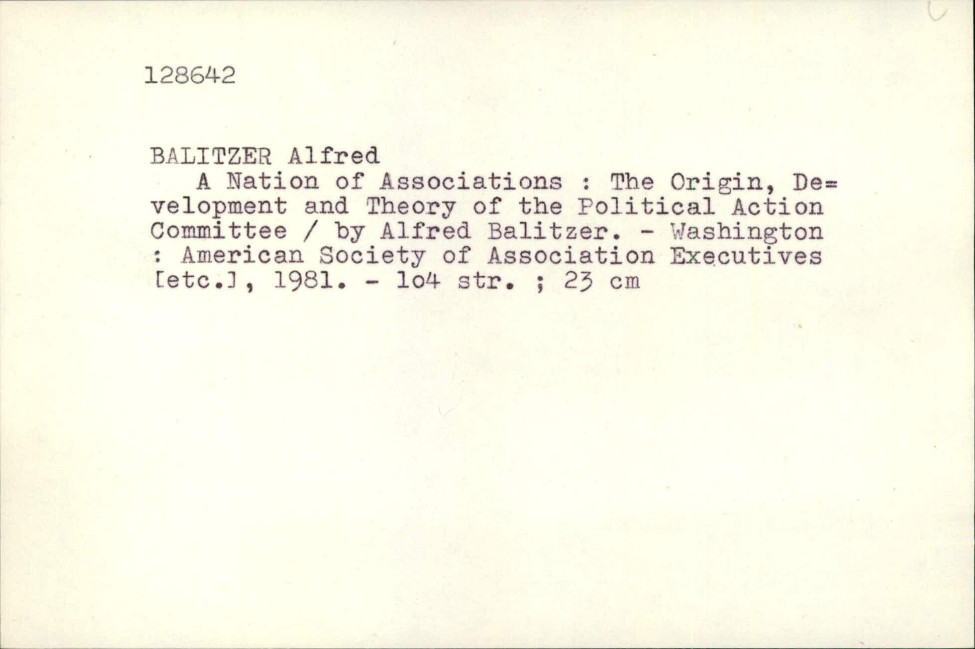 128642
BALITZER Alfred
A Nation of Associations : The Origin, De=
velopment and Theory of the Political Action
Committee / by Alfred Balitzer. - Washington
: American Society of Association Executives
[etc.], 1981. - lo4 str. ; 23 cm